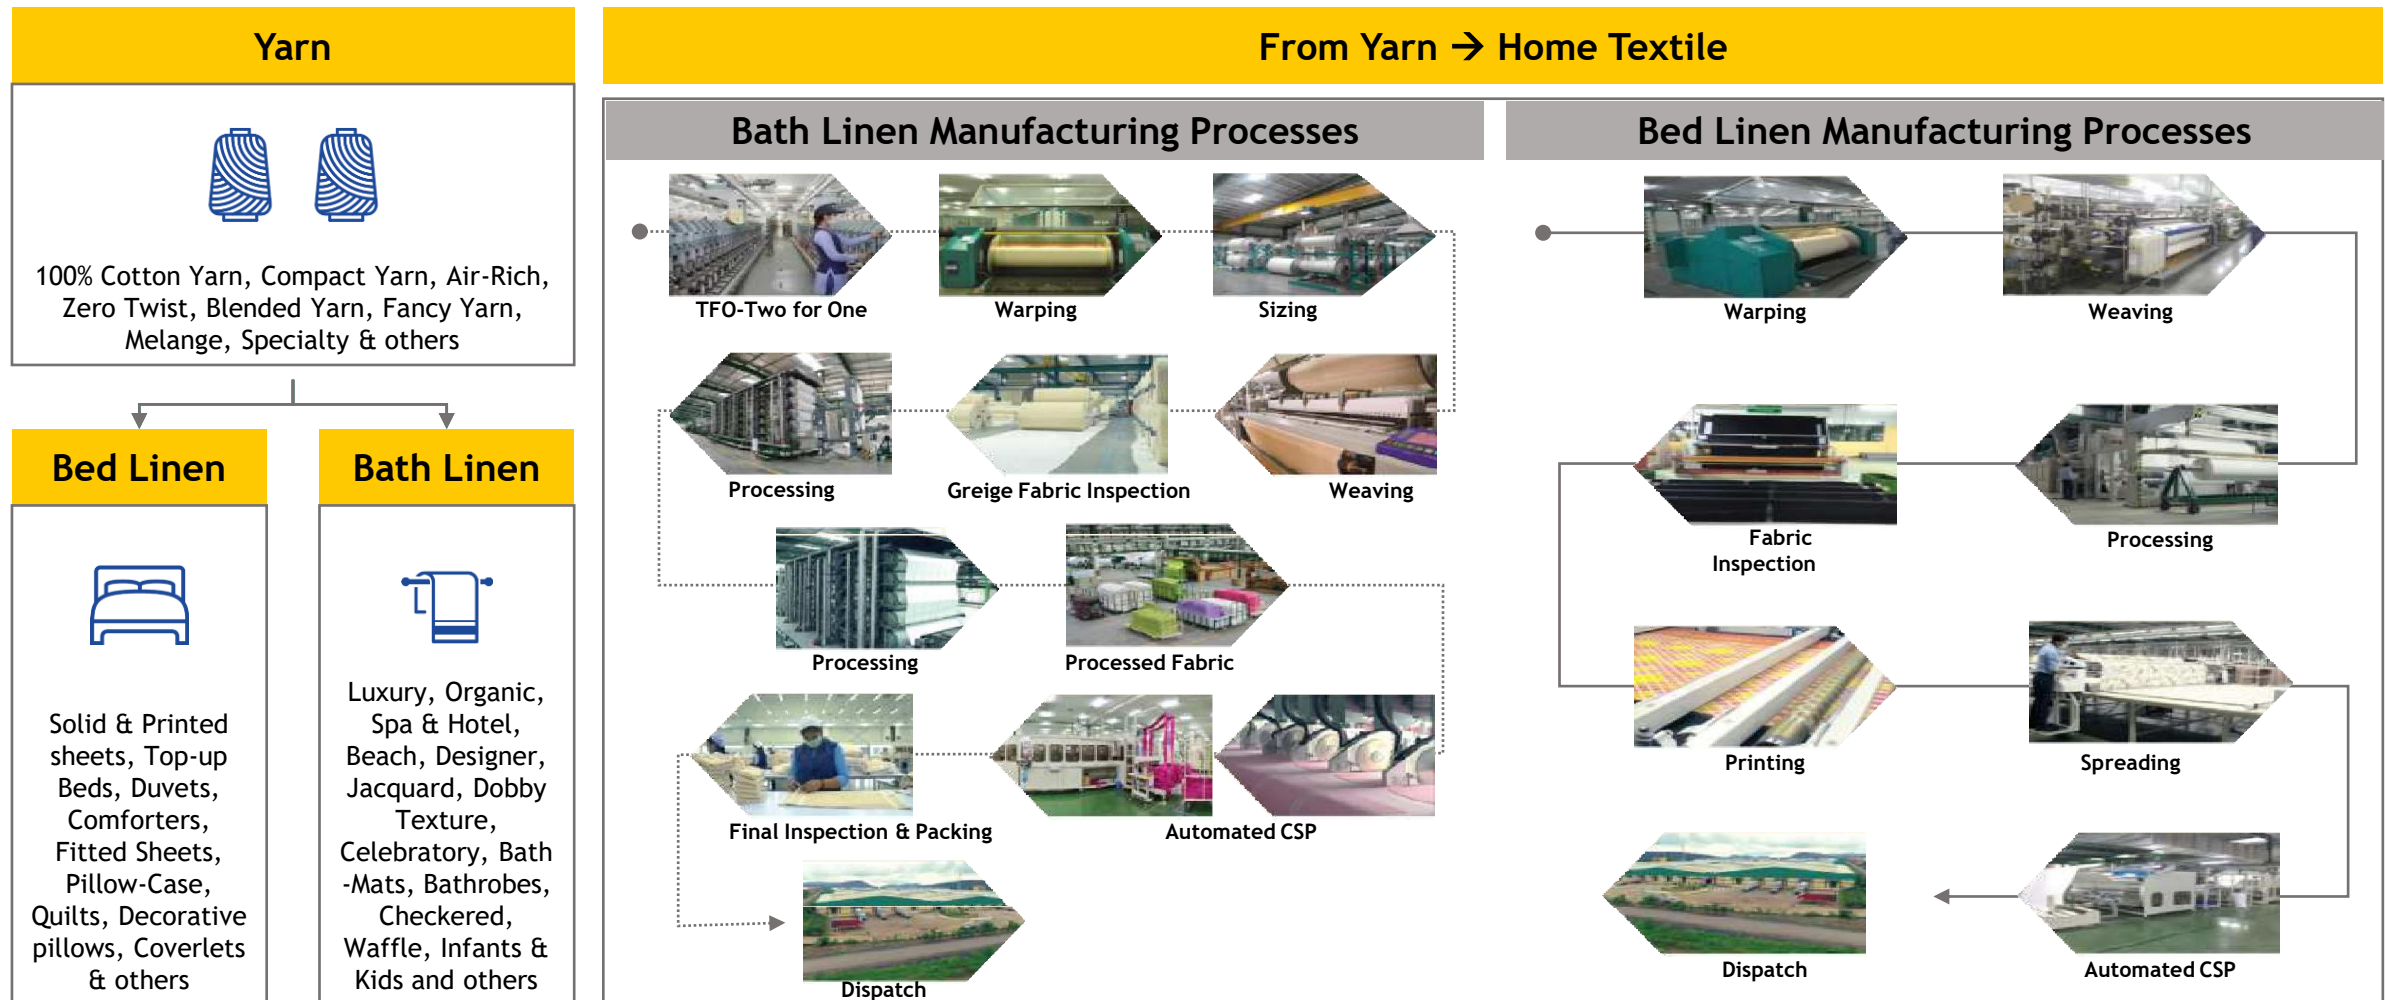 Yarn
100% Cotton Yarn, Compact Yarn, Air-Rich,
Zero Twist, Blended Yarn, Fancy Yarn,
Melange, Specialty & others
Bed Linen
Solid & Printed
sheets, Top-up
Beds, Duvets,
Comforters,
Fitted Sheets,
Pillow-Case,
Quilts, Decorative
pillows, Coverlets
& others
Bath Linen
Luxury, Organic,
Spa & Hotel,
Beach, Designer,
Jacquard, Dobby
Texture,
Celebratory, Bath
-Mats, Bathrobes,
Checkered,
Waffle, Infants &
Kids and others
From Yarn → Home Textile
Bath Linen Manufacturing Processes
TFO-Two for One
Warping
Sizing
Processing
Greige Fabric Inspection
Weaving
Processing
Processed Fabric
Final Inspection & Packing
Automated CSP
Dispatch
Bed Linen Manufacturing Processes
Warping
Weaving
Fabric
Inspection
Processing
Printing
Spreading
Dispatch
Automated CSP